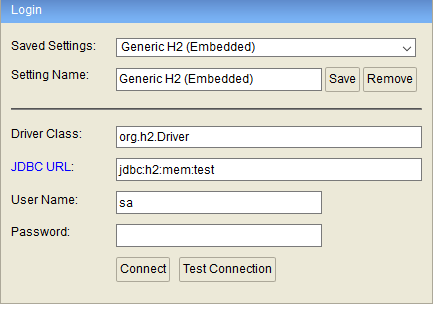 Login
Saved Settings: Generic H2 (Embedded)
Setting Name: Generic H2 (Embedded) Save Remove
Driver Class: org.h2.Driver
JDBC URL: jdbc:h2:mem:test
User Name: sa
Password:
Connect Test Connection